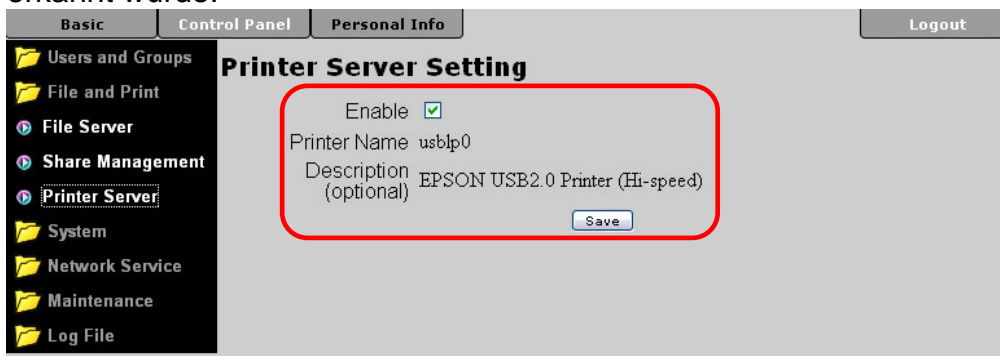 erkannt wurde.
Basic Control Panel Personal Info Logout
Users and Groups
File and Print
File Server
Share Management
Printer Server
System
Network Service
Maintenance
Log File
Printer Server Setting
Enable
Printer Name usblp0
Description
(optional) EPSON USB2.0 Printer (Hi-speed)
Save